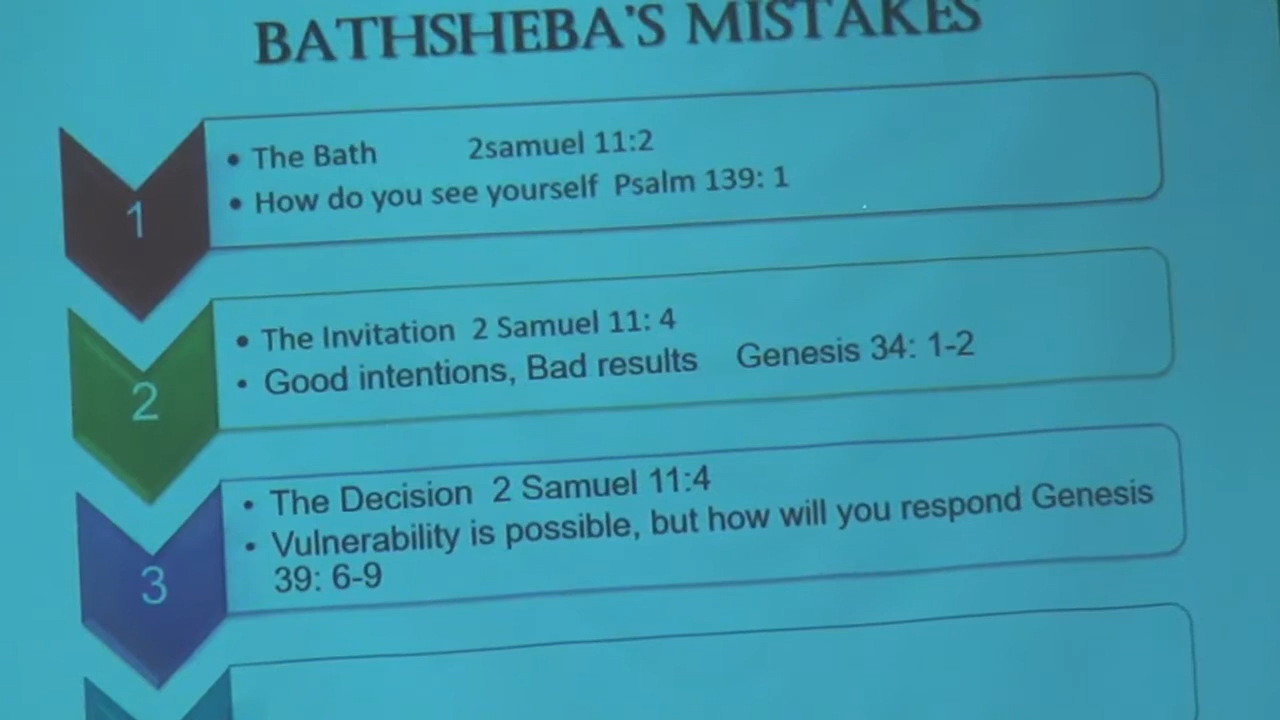 BATHSHEBA'S MISTAKES
1
• The Bath 2samuel 11:2
• How do you see yourself Psalm 139: 1
2
• The Invitation 2 Samuel 11: 4
• Good intentions, Bad results Genesis 34: 1-2
3
• The Decision 2 Samuel 11:4
• Vulnerability is possible, but how will you respond Genesis
39: 6-9